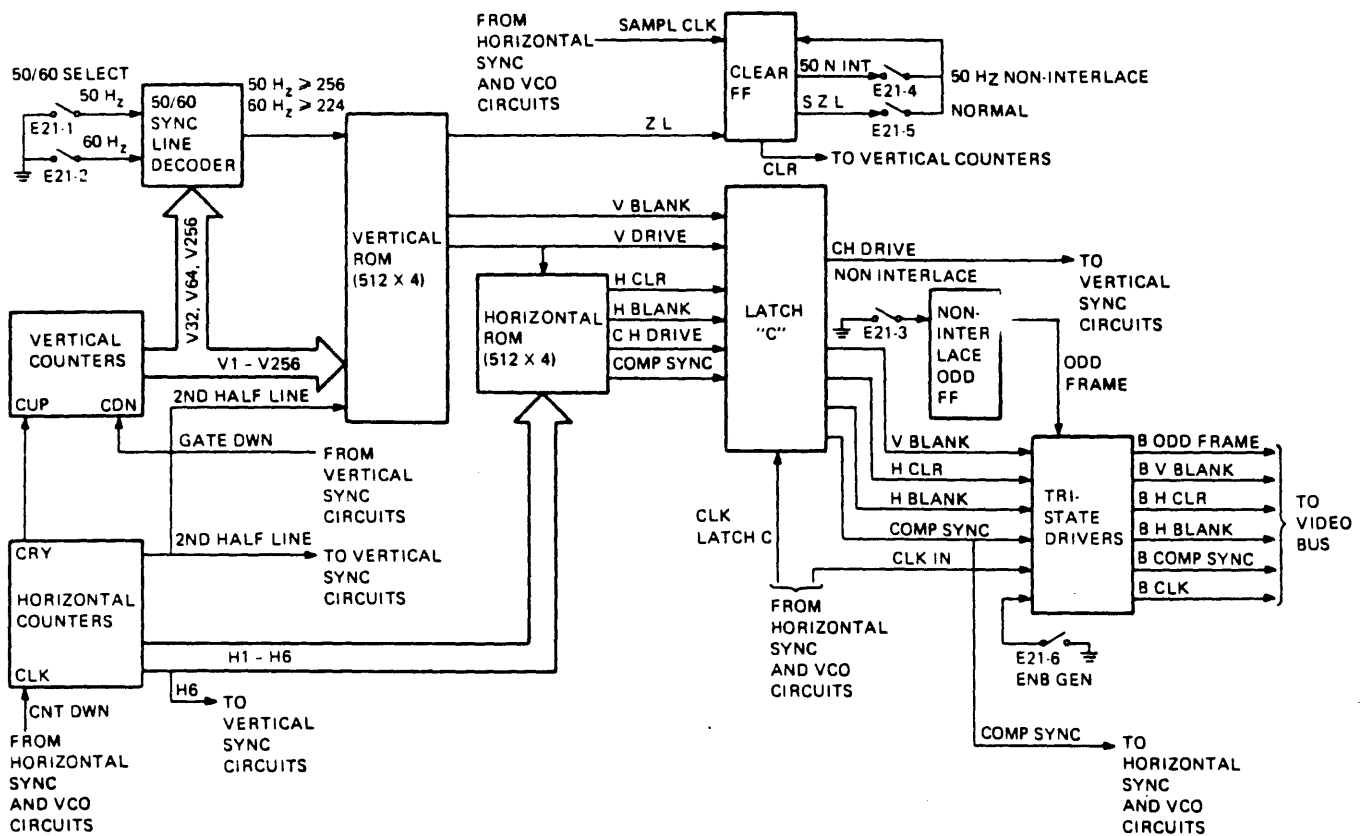 FROM
HORIZONTAL
SYNC
AND VCO
CIRCUITS
SAMPL CLK
CLEAR
FF
50 N INT
E21-4
50 HZ NON-INTERLACE
S Z L
E21-5
NORMAL
Z L
CLR
TO VERTICAL COUNTERS
50/60 SELECT
50 HZ
E21-1
60 HZ
E21-2
50/60
SYNC
LINE
DECODER
50 HZ ⩾ 256
60 HZ ⩾ 224
V32, V64, V256
VERTICAL
ROM
(512 X 4)
V BLANK
V DRIVE
HORIZONTAL
ROM
(512 X 4)
H CLR
H BLANK
C H DRIVE
COMP SYNC
LATCH
"C"
CH DRIVE
TO
VERTICAL
SYNC
CIRCUITS
NON INTERLACE
E21-3
NON-
INTER
LACE
ODD
FF
ODD
FRAME
VERTICAL
COUNTERS
CUP
CDN
V1 - V256
2ND HALF LINE
GATE DWN
FROM
VERTICAL
SYNC
CIRCUITS
V BLANK
H CLR
H BLANK
COMP SYNC
CLK IN
TRI-
STATE
DRIVERS
B ODD FRAME
B V BLANK
B H CLR
B H BLANK
B COMP SYNC
B CLK
TO
VIDEO
BUS
CLK
LATCH C
FROM
HORIZONTAL
SYNC
AND VCO
CIRCUITS
E21-6
ENB GEN
CRY
HORIZONTAL
COUNTERS
CLK
2ND HALF LINE
TO VERTICAL
SYNC
CIRCUITS
H1 - H6
H6
TO
VERTICAL
SYNC
CIRCUITS
CNT DWN
FROM
HORIZONTAL
SYNC
AND VCO
CIRCUITS
COMP SYNC
TO
HORIZONTAL
SYNC
AND VCO
CIRCUITS